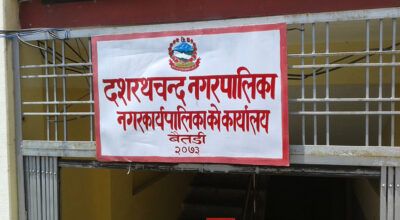 दशरथचन्द नगरपालिका
नगरकार्यपालिकाको कार्यालय
बैतडी
२०७३